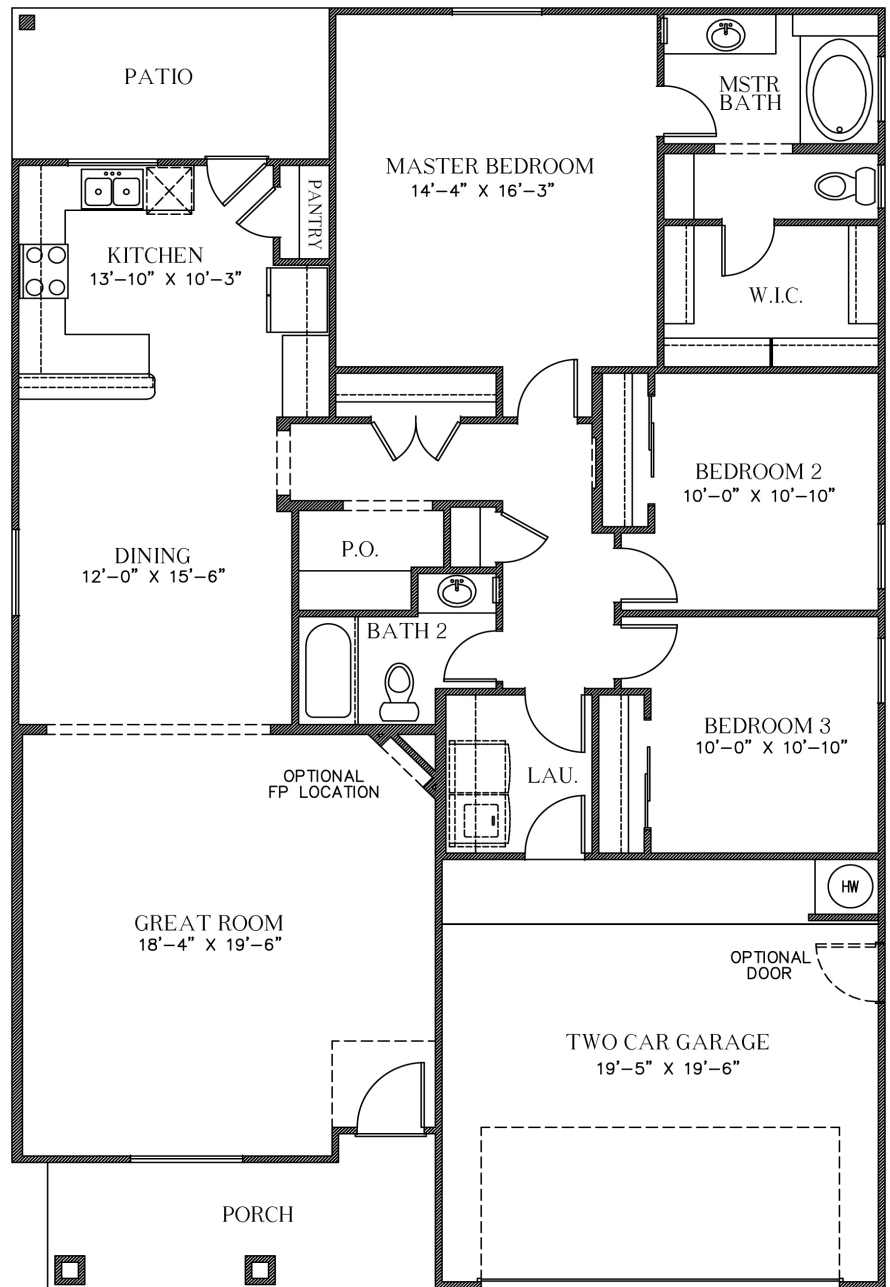 PATIO
MSTR
BATH
MASTER BEDROOM
14'-4" X 16'-3"
PANTRY
KITCHEN
13'-10" X 10'-3"
W.I.C.
BEDROOM 2
10'-0" X 10'-10"
DINING
12'-0" X 15'-6"
P.O.
BATH 2
BEDROOM 3
10'-0" X 10'-10"
OPTIONAL
FP LOCATION
LAU.
HW
GREAT ROOM
18'-4" X 19'-6"
OPTIONAL
DOOR
TWO CAR GARAGE
19'-5" X 19'-6"
PORCH